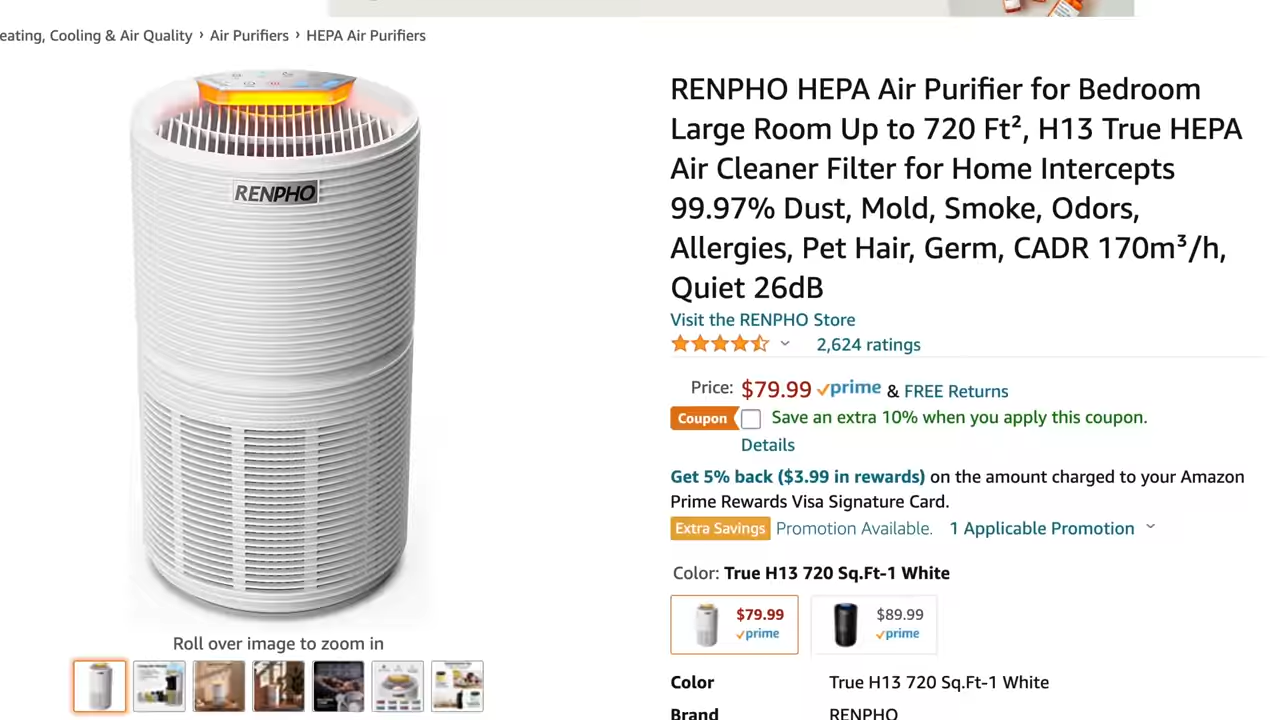 eating, Cooling & Air Quality › Air Purifiers › HEPA Air Purifiers
RENPHO
Roll over image to zoom in
RENPHO HEPA Air Purifier for Bedroom
Large Room Up to 720 Ft², H13 True HEPA
Air Cleaner Filter for Home Intercepts
99.97% Dust, Mold, Smoke, Odors,
Allergies, Pet Hair, Germ, CADR 170m³/h,
Quiet 26dB
Visit the RENPHO Store
2,624 ratings
Price: $79.99 prime & FREE Returns
Coupon Save an extra 10% when you apply this coupon.
Details
Get 5% back ($3.99 in rewards) on the amount charged to your Amazon
Prime Rewards Visa Signature Card.
Extra Savings Promotion Available. 1 Applicable Promotion
Color: True H13 720 Sq.Ft-1 White
$79.99 $89.99
prime prime
Color True H13 720 Sq.Ft-1 White
Brand RENPHO